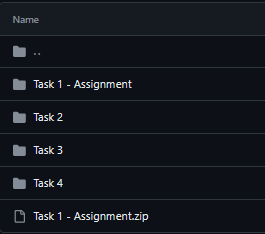 Name
..
Task 1 - Assignment
Task 2
Task 3
Task 4
Task 1 - Assignment.zip